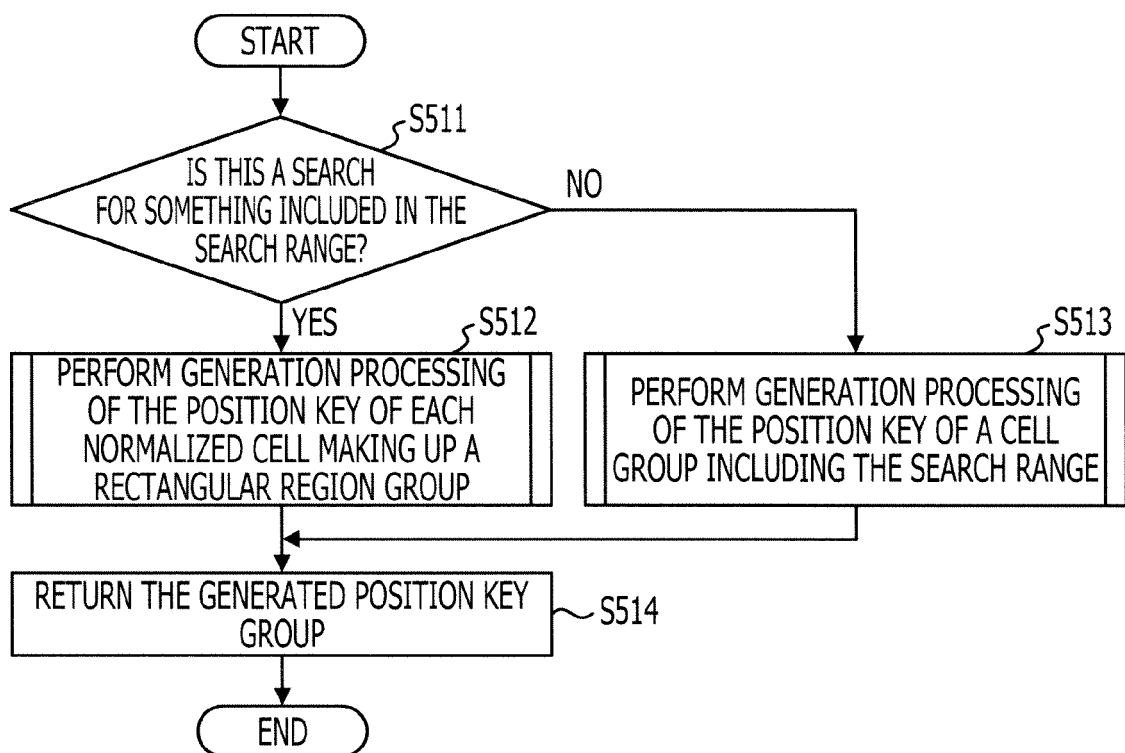 START
S511
IS THIS A SEARCH
FOR SOMETHING INCLUDED IN THE
SEARCH RANGE?
NO
YES
S512
PERFORM GENERATION PROCESSING
OF THE POSITION KEY OF EACH
NORMALIZED CELL MAKING UP A
RECTANGULAR REGION GROUP
S513
PERFORM GENERATION PROCESSING
OF THE POSITION KEY OF A CELL
GROUP INCLUDING THE SEARCH RANGE
RETURN THE GENERATED POSITION KEY
GROUP
S514
END